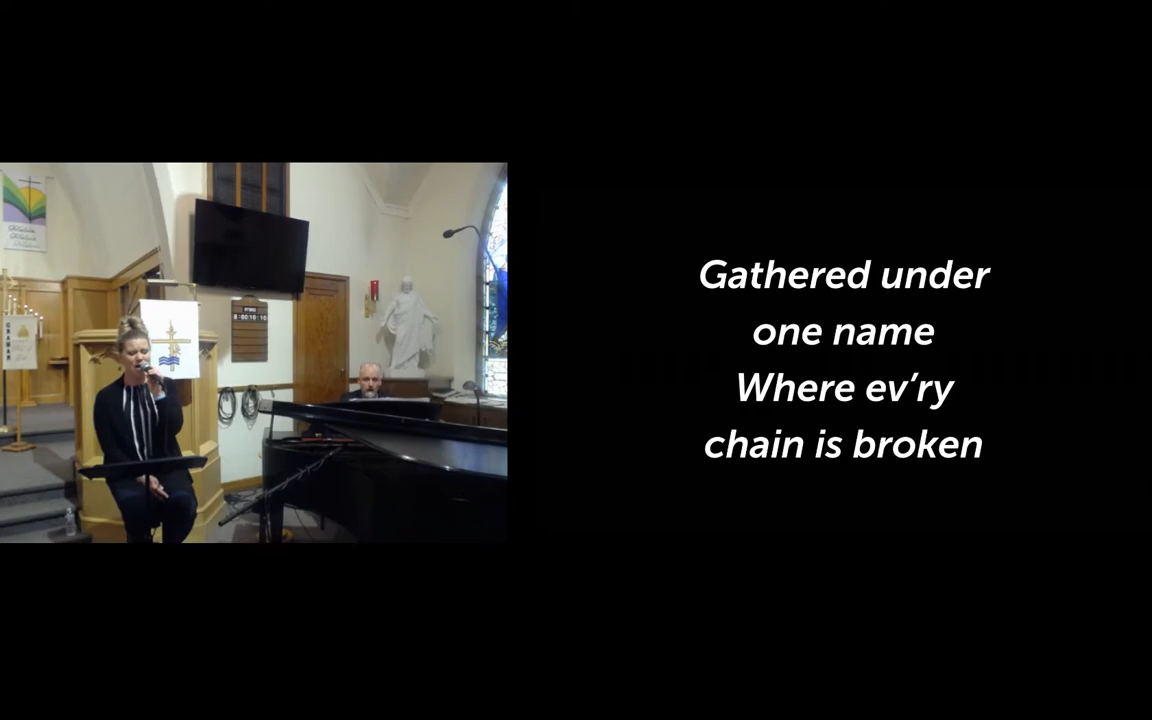 Gathered under
one name
Where ev’ry
chain is broken